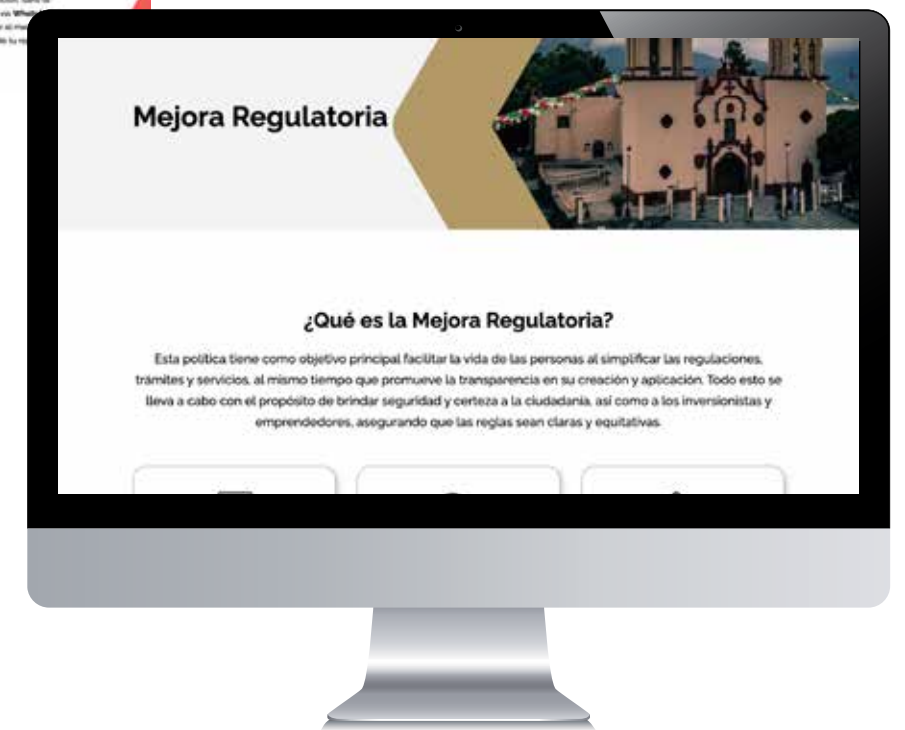 Mejora Regulatoria
¿Qué es la Mejora Regulatoria?
Esta política tiene como objetivo principal facilitar la vida de las personas al simplificar las regulaciones,
trámites y servicios, al mismo tiempo que promueve la transparencia en su creación y aplicación. Todo esto se
lleva a cabo con el propósito de brindar seguridad y certeza a la ciudadanía, así como a los inversionistas y
emprendedores, asegurando que las reglas sean claras y equitativas.